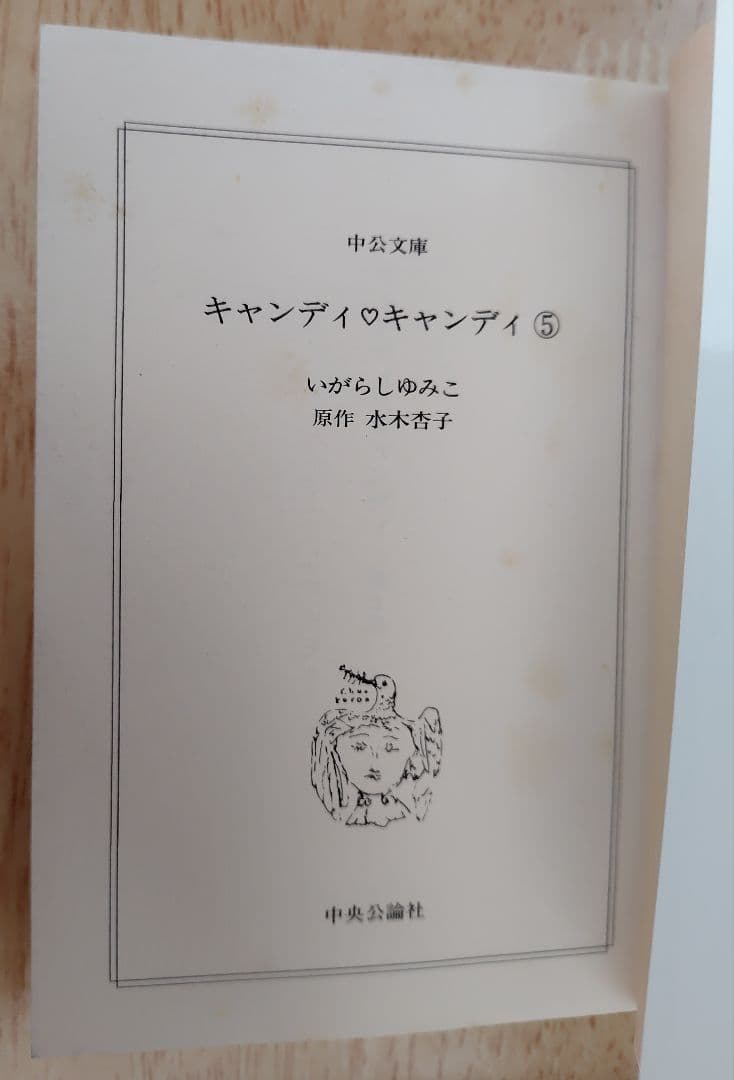 中公文庫
キャンディ♡キャンディ⑤
いがらしゆみこ
原作 水木杏子
中央公論社